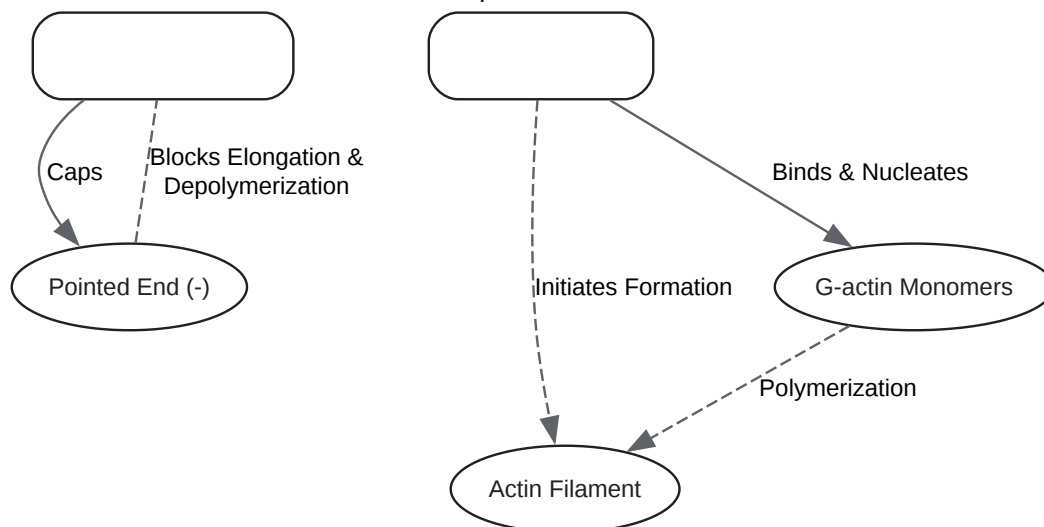 Caps
Blocks Elongation &
Depolymerization
Binds & Nucleates
Pointed End (-)
Initiates Formation
G-actin Monomers
Polymerization
Actin Filament